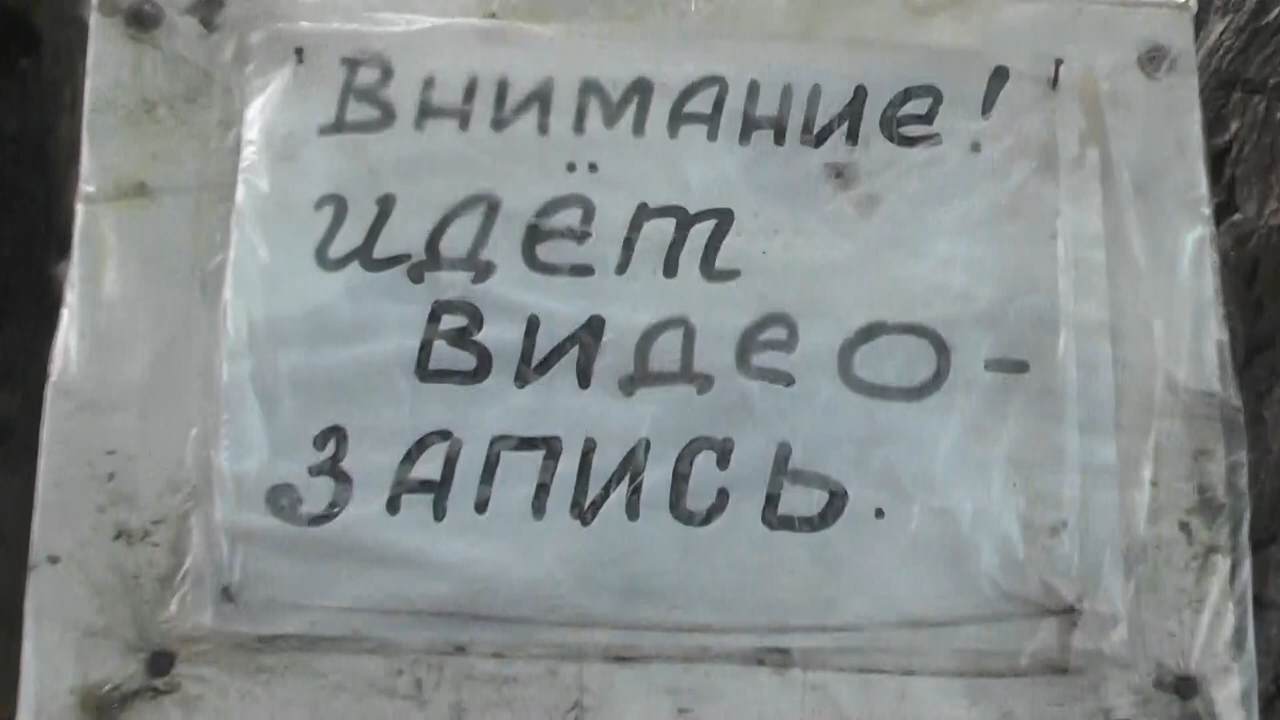 Внимание!
идёт
видео-
запись.